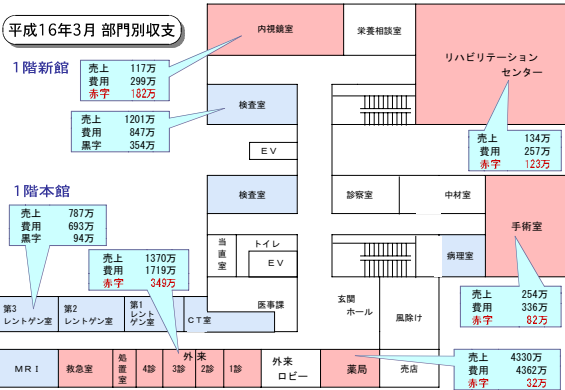 平成16年3月 部門別収支
内視鏡室
栄養相談室
リハビリテーション
センター
1階新館
売上 117万
費用 299万
赤字 182万
検査室
売上 1201万
費用 847万
黒字 354万
EV
売上 134万
費用 257万
赤字 123万
1階本館
検査室
診察室
中材室
売上 787万
費用 693万
黒字 94万
手術室
当直室
トイレ
EV
病理室
売上 1370万
費用 1719万
赤字 349万
売上 254万
費用 336万
赤字 82万
第3
レントゲン室
第2
レントゲン室
第1
レント
ゲン室
CT室
医事課
玄関
ホール
風除け
MRI
救急室
処置室
外来
4診
3診
2診
1診
外来
ロビー
薬局
売店
売上 4330万
費用 4362万
赤字 32万